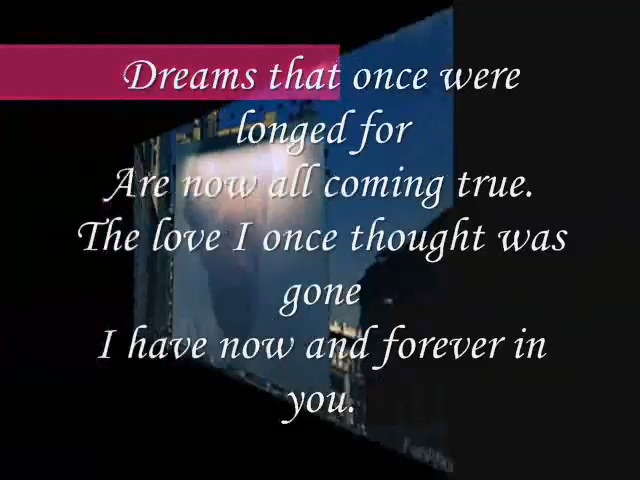 Dreams that once were
longed for
Are now all coming true.
The love I once thought was
gone
I have now and forever in
you.